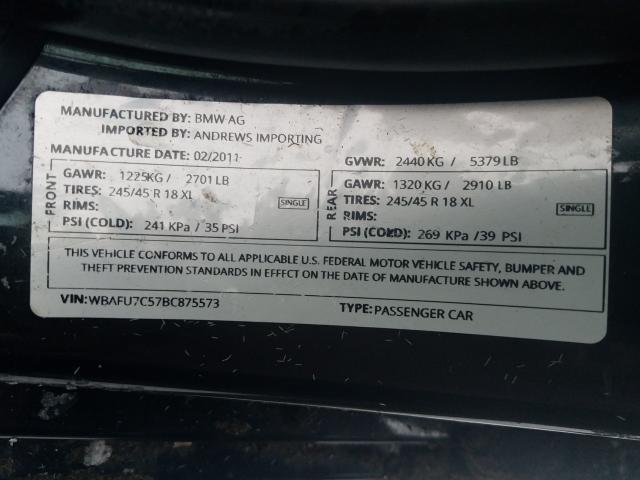 MANUFACTURED BY: BMW AG
IMPORTED BY: ANDREWS IMPORTING
MANUFACTURE DATE: 02/2011
GVWR: 2440 KG / 5379 LB
FRONT
GAWR: 1225KG / 2701 LB
TIRES: 245/45 R 18 XL
RIMS:
SINGLE
PSI (COLD): 241 KPa / 35 PSI
REAR
GAWR: 1320 KG / 2910 LB
TIRES: 245/45 R 18 XL
RIMS:
SINGLE
PSI (COLD): 269 KPa /39 PSI
THIS VEHICLE CONFORMS TO ALL APPLICABLE U.S. FEDERAL MOTOR VEHICLE SAFETY, BUMPER AND
THEFT PREVENTION STANDARDS IN EFFECT ON THE DATE OF MANUFACTURE SHOWN ABOVE.
VIN: WBAFU7C57BC875573
TYPE: PASSENGER CAR